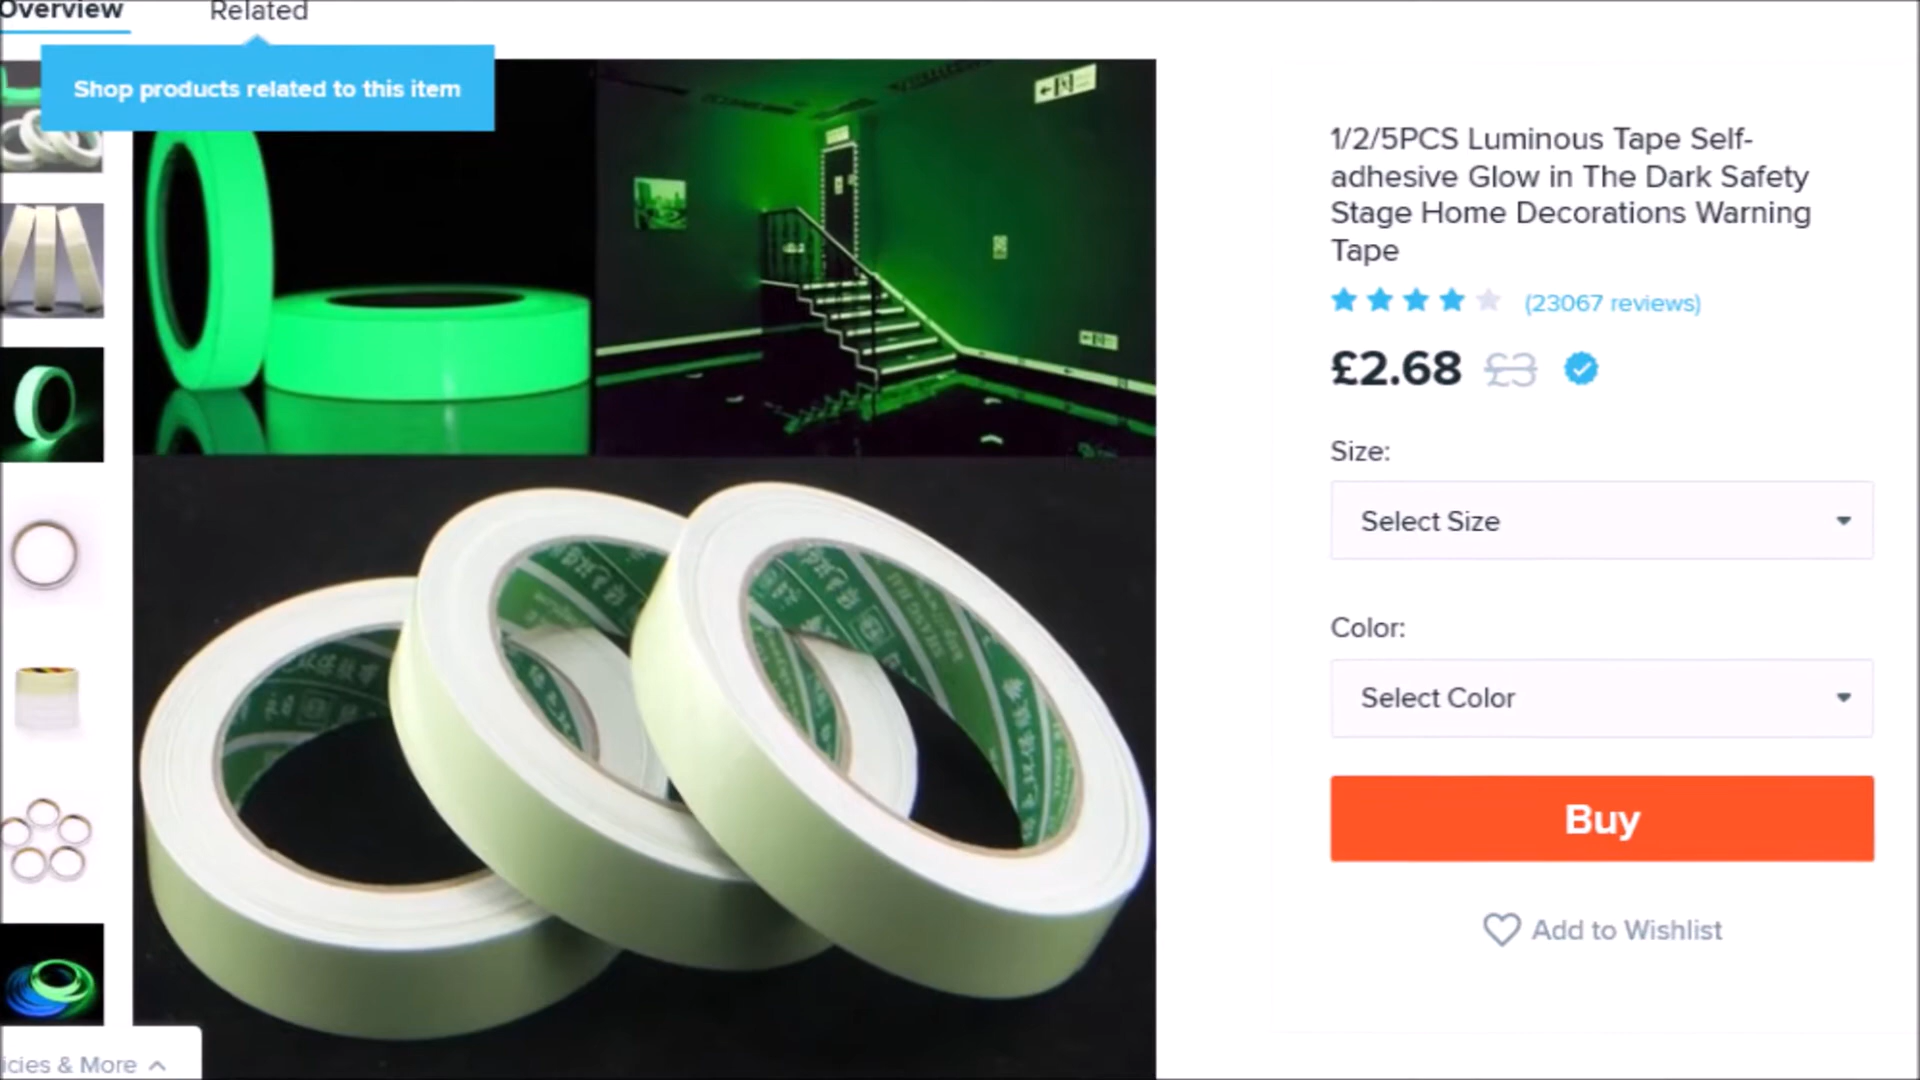 Overview
Related
Shop products related to this item
1/2/5PCS Luminous Tape Self-
adhesive Glow in The Dark Safety
Stage Home Decorations Warning
Tape
(23067 reviews)
£2.68 £3
Size:
Select Size
Color:
Select Color
Buy
Add to Wishlist
icies & More